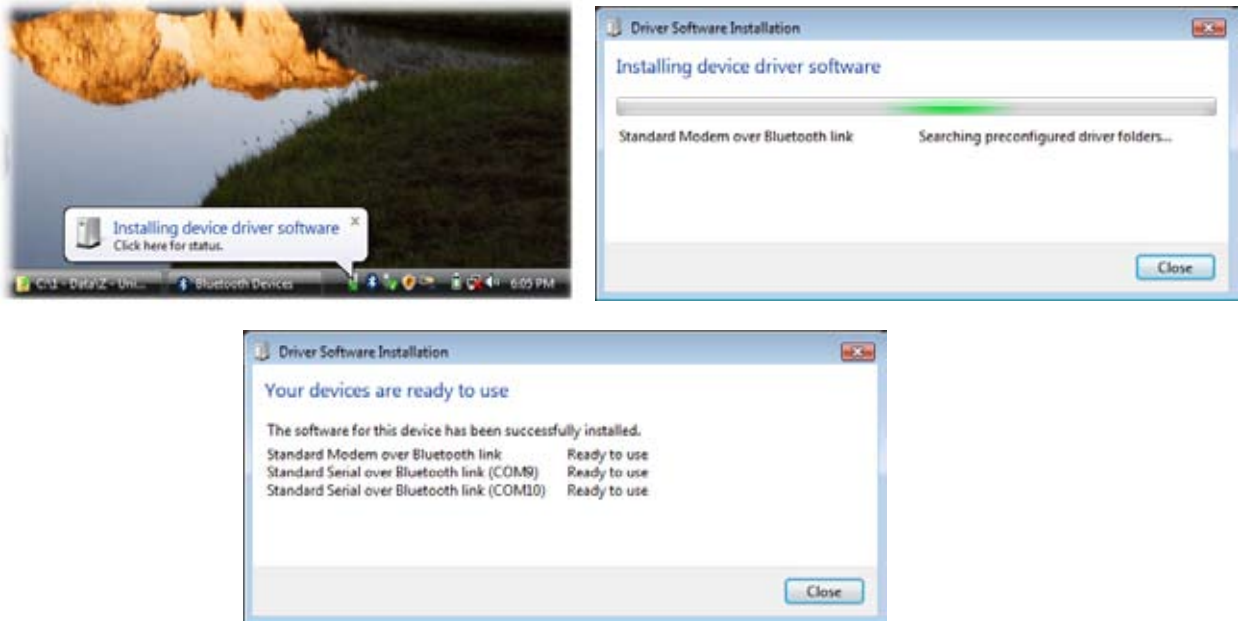 Installing device driver software
Click here for status.
C:\1 - Data\Z - Uni...
Bluetooth Devices
6:05 PM
Driver Software Installation
Installing device driver software
Standard Modem over Bluetooth link Searching preconfigured driver folders...
Close
Driver Software Installation
Your devices are ready to use
The software for this device has been successfully installed.
Standard Modem over Bluetooth link Ready to use
Standard Serial over Bluetooth link (COM9) Ready to use
Standard Serial over Bluetooth link (COM10) Ready to use
Close